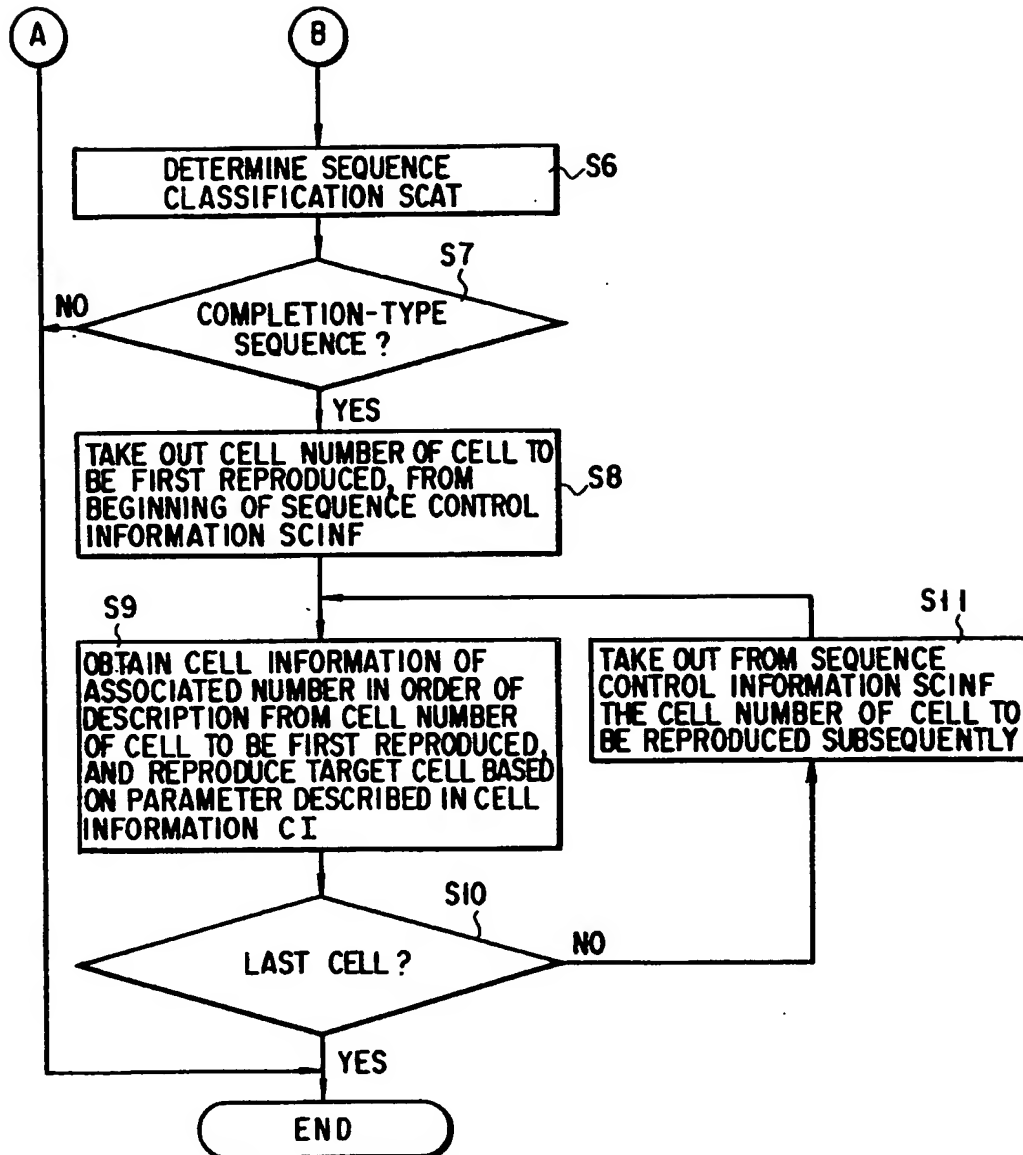 A
B
DETERMINE SEQUENCE
CLASSIFICATION SCAT
S6
S7
NO
COMPLETION-TYPE
SEQUENCE?
YES
TAKE OUT CELL NUMBER OF CELL TO
BE FIRST REPRODUCED, FROM
BEGINNING OF SEQUENCE CONTROL
INFORMATION SCINF
S8
S9
OBTAIN CELL INFORMATION OF
ASSOCIATED NUMBER IN ORDER OF
DESCRIPTION FROM CELL NUMBER
OF CELL TO BE FIRST REPRODUCED,
AND REPRODUCE TARGET CELL BASED
ON PARAMETER DESCRIBED IN CELL
INFORMATION CI
S11
TAKE OUT FROM SEQUENCE
CONTROL INFORMATION SCINF
THE CELL NUMBER OF CELL TO
BE REPRODUCED SUBSEQUENTLY
S10
LAST CELL?
NO
YES
END